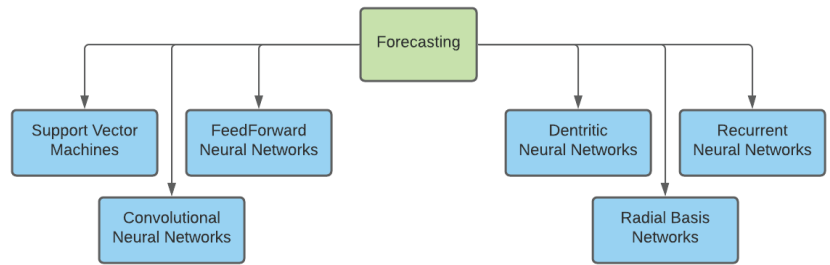 Forecasting
Support Vector
Machines
FeedForward
Neural Networks
Dentritic
Neural Networks
Recurrent
Neural Networks
Convolutional
Neural Networks
Radial Basis
Networks